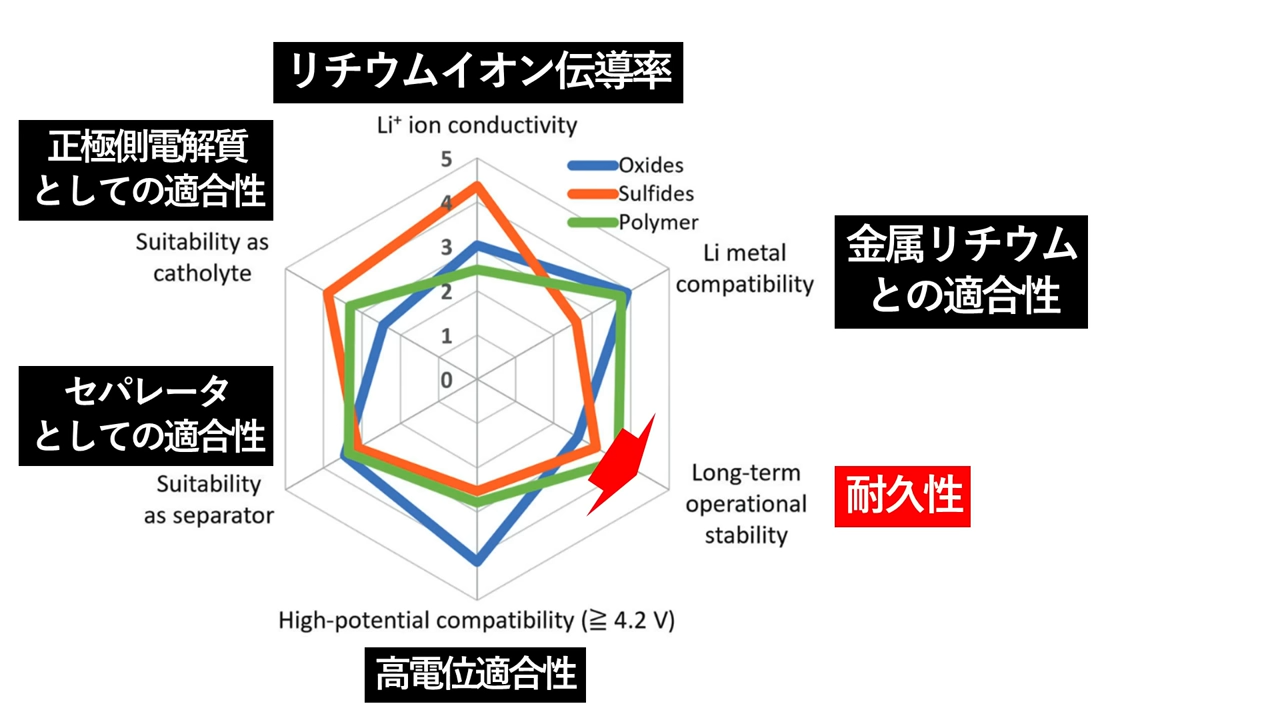 リチウムイオン伝導率
Li⁺ ion conductivity
正極側電解質
としての適合性
Suitability as
catholyte
5
4
3
2
1
0
Oxides
Sulfides
Polymer
Li metal
compatibility
金属リチウム
との適合性
セパレータ
としての適合性
Suitability
as separator
Long-term
operational
stability
耐久性
High-potential compatibility (≧ 4.2 V)
高電位適合性